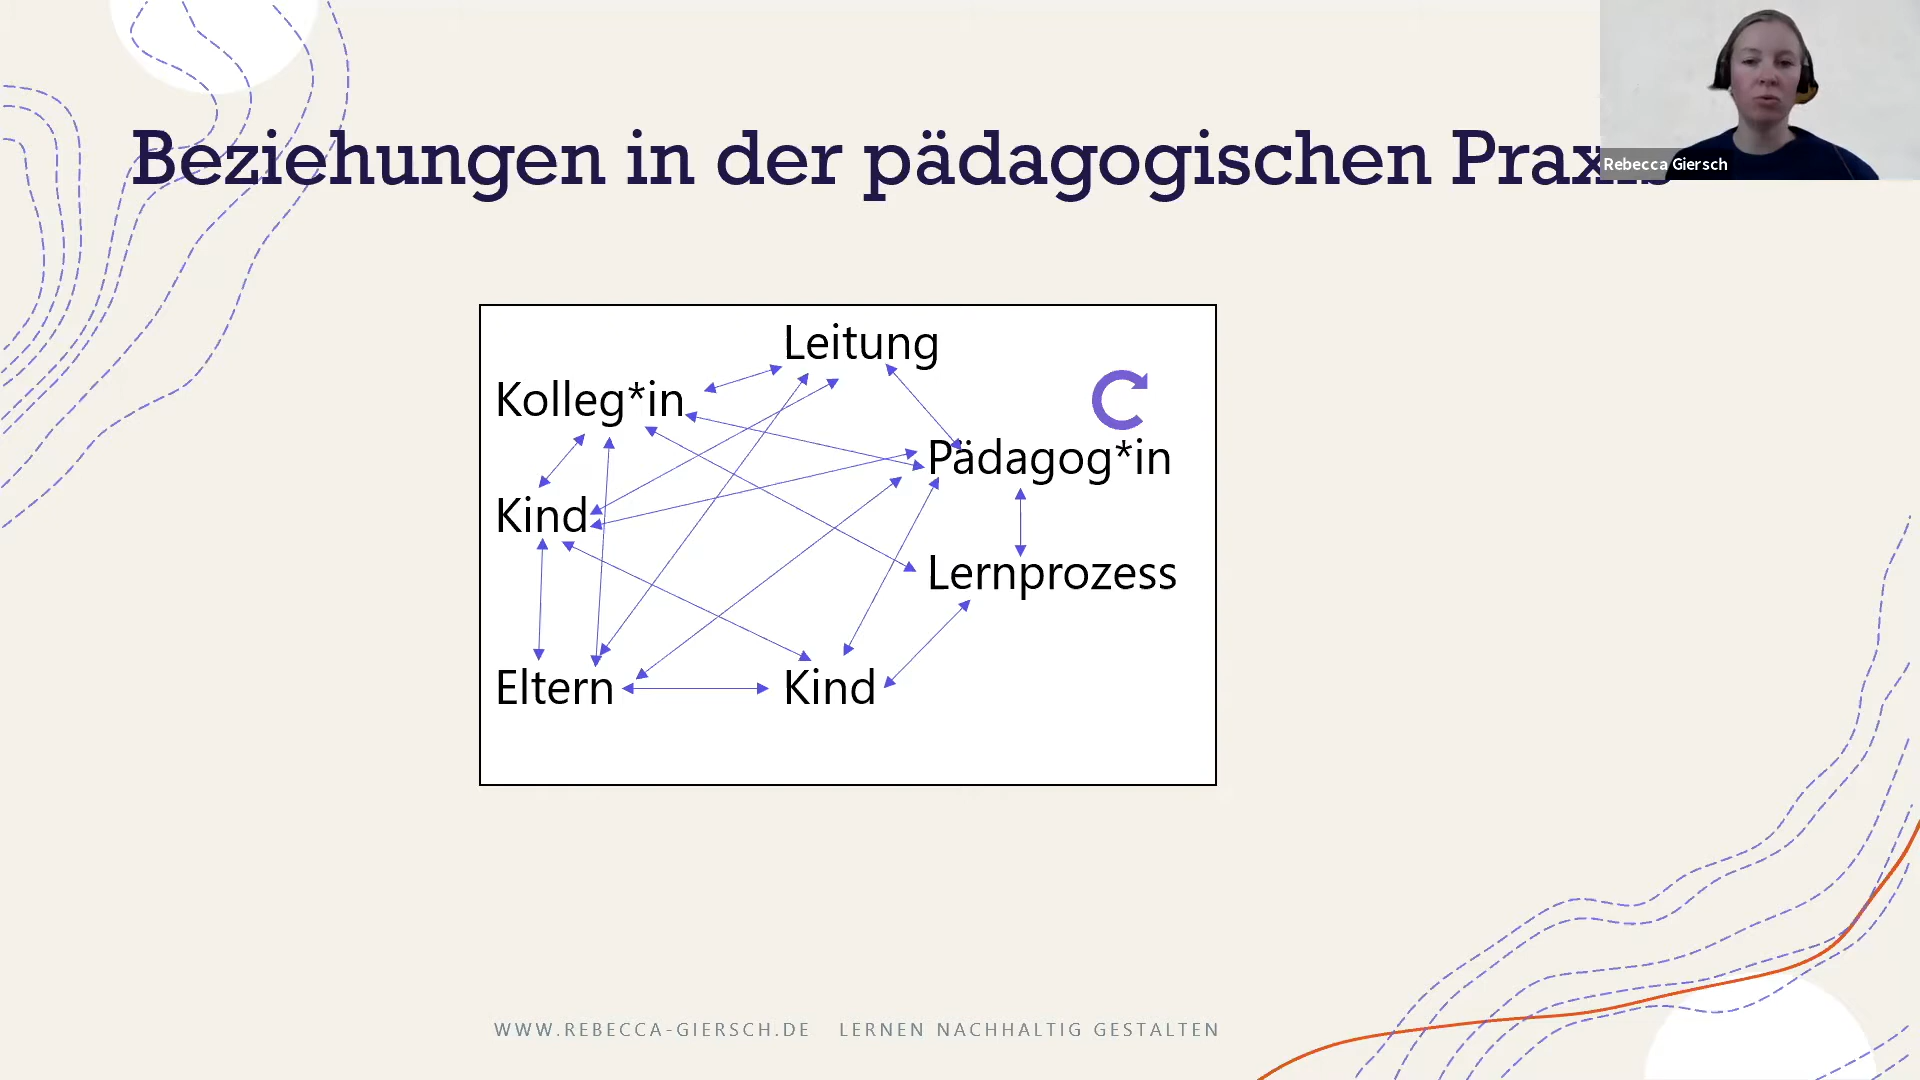 Beziehungen in der pädagogischen Praxis
Rebecca Giersch
Leitung
Kolleg*in
Pädagog*in
Kind
Lernprozess
Eltern
Kind
WWW.REBECCA-GIERSCH.DE LERNEN NACHHALTIG GESTALTEN